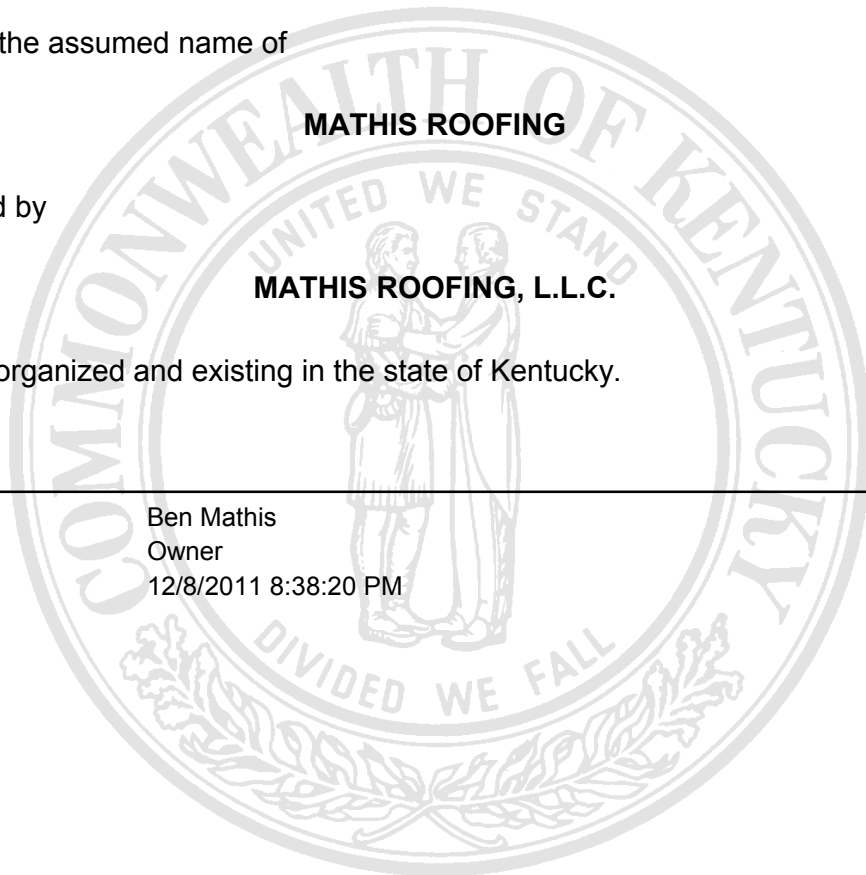 the assumed name of
MATHIS ROOFING
d by
MATHIS ROOFING, L.L.C.
organized and existing in the state of Kentucky.
Ben Mathis
Owner
12/8/2011 8:38:20 PM
COMMONWEALTH OF KENTUCKY
UNITED WE STAND
DIVIDED WE FALL